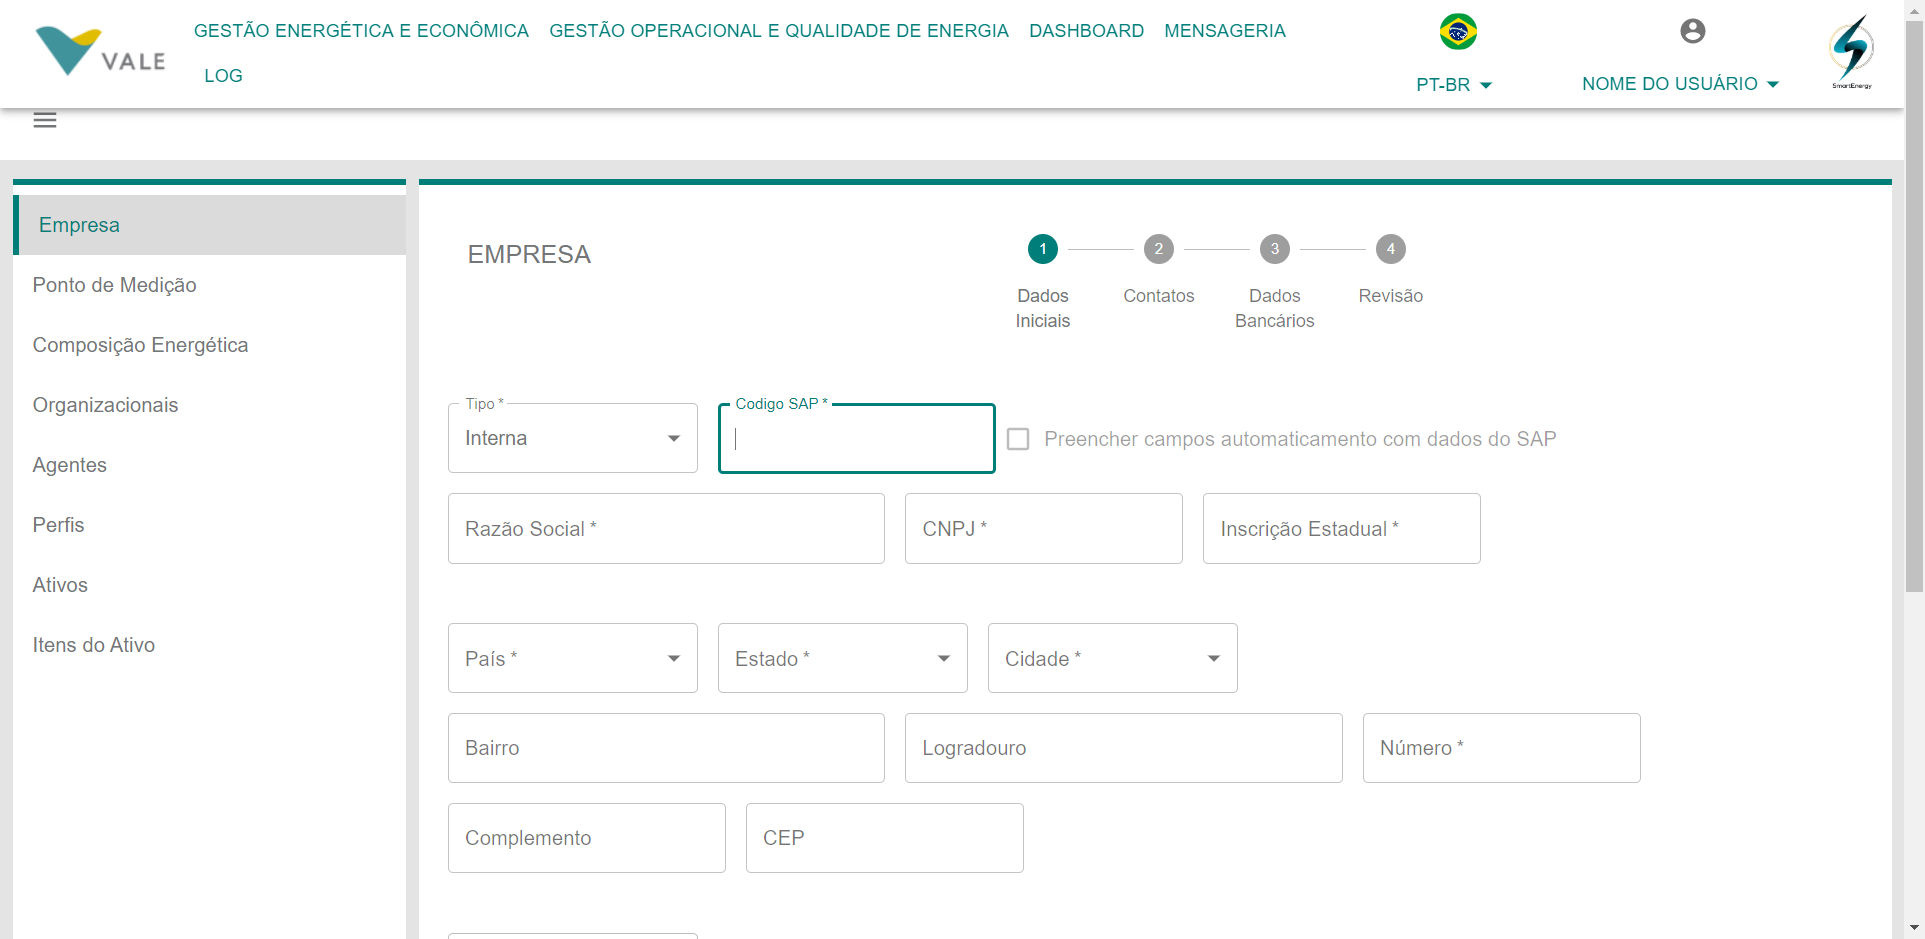 VALE
GESTÃO ENERGÉTICA E ECONÔMICA GESTÃO OPERACIONAL E QUALIDADE DE ENERGIA DASHBOARD MENSAGERIA
LOG
PT-BR
NOME DO USUÁRIO
SmartEnergy
Empresa
Ponto de Medição
Composição Energética
Organizacionais
Agentes
Perfis
Ativos
Itens do Ativo
EMPRESA
1 2 3 4
Dados Iniciais
Contatos
Dados Bancários
Revisão
Tipo *
Interna
Codigo SAP *
Preencher campos automaticamento com dados do SAP
Razão Social *
CNPJ *
Inscrição Estadual *
País *
Estado *
Cidade *
Bairro
Logradouro
Número *
Complemento
CEP